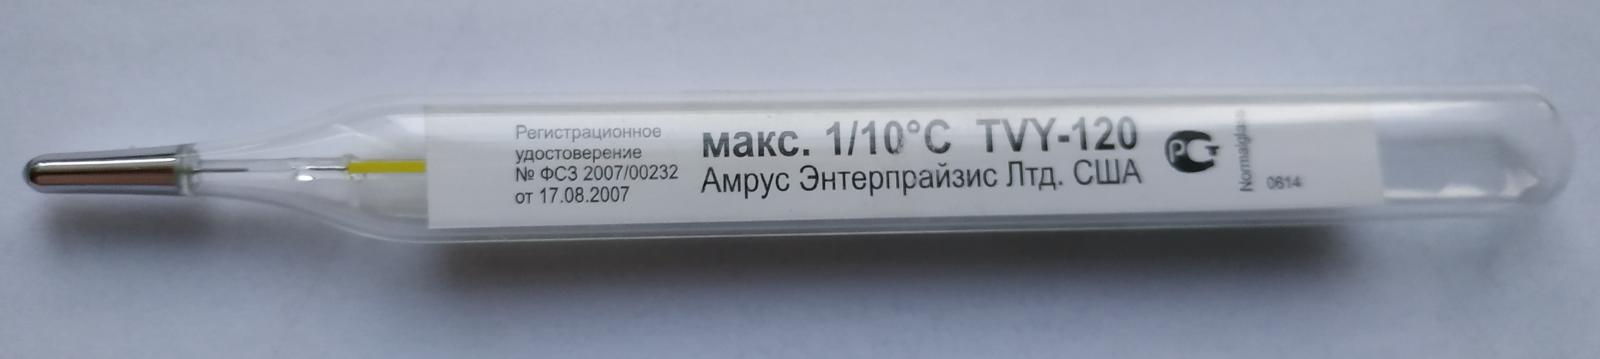 Регистрационное
удостоверение
№ ФСЗ 2007/00232
от 17.08.2007
макс. 1/10°C TVY-120
Амрус Энтерпрайзис Лтд. США
РСТ
Normalglass
0614